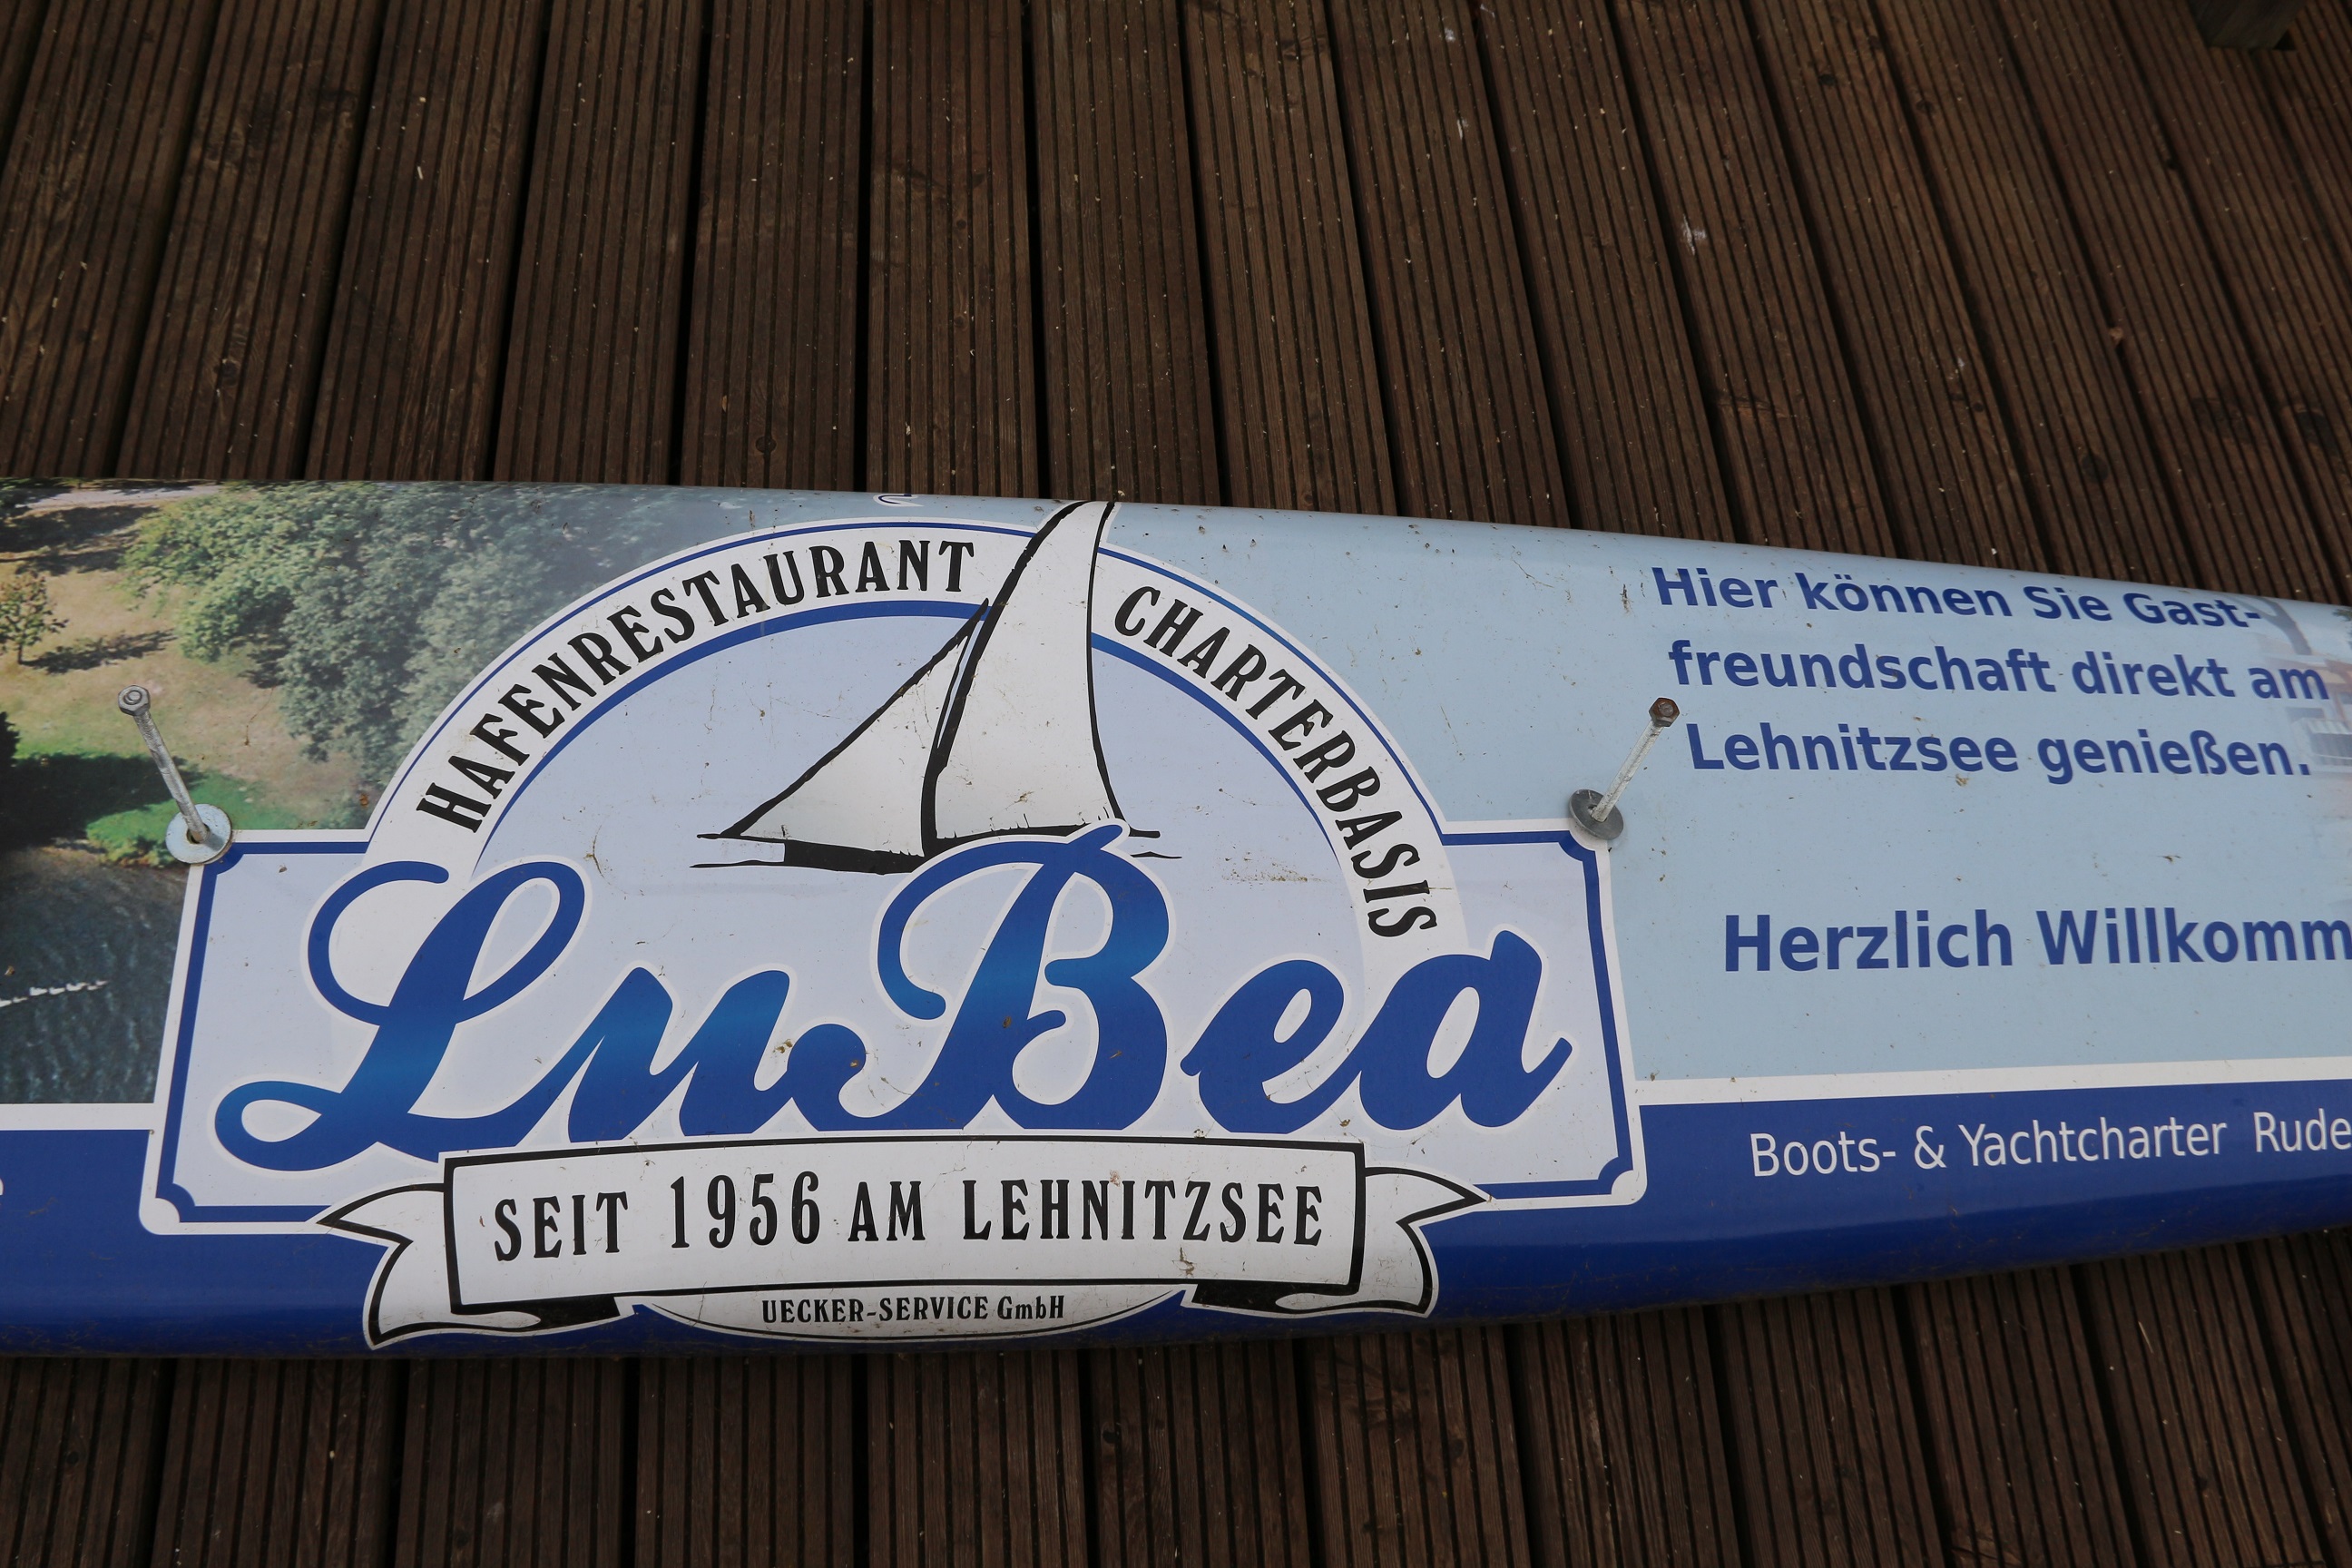 HAFENRESTAURANT CHARTERBASIS
LuBea
SEIT 1956 AM LEHNITZSEE
UECKER-SERVICE GmbH
Hier können Sie Gast-
freundschaft direkt am
Lehnitzsee genießen.
Herzlich Willkomm
Boots- & Yachtcharter Rude